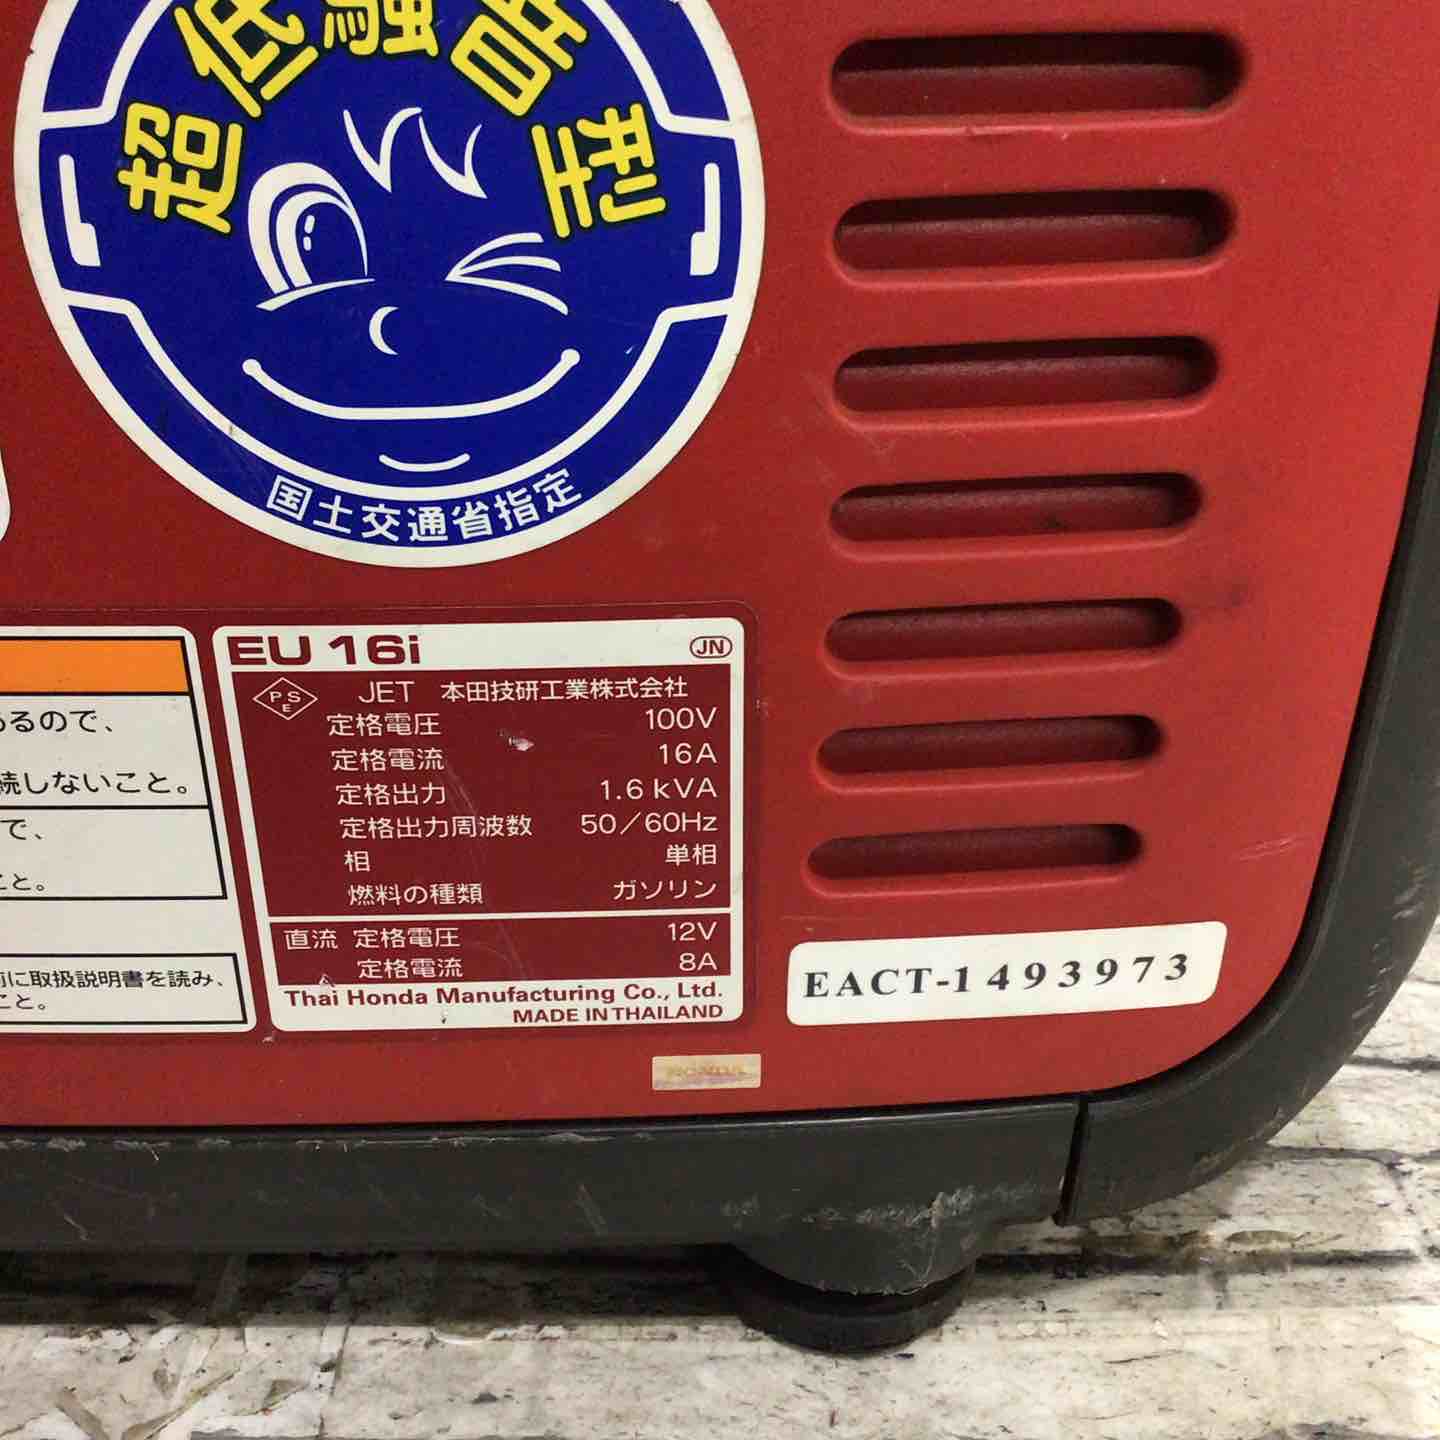 超低騒音型
国土交通省指定
るので、
続しないこと。
で、
こと。
に取扱説明書を読み、
こと。
EU 16i JN
PSE JET 本田技研工業株式会社
定格電圧 100V
定格電流 16A
定格出力 1.6 kVA
定格出力周波数 50/60Hz
相 単相
燃料の種類 ガソリン
直流 定格電圧 12V
定格電流 8A
Thai Honda Manufacturing Co., Ltd.
MADE IN THAILAND
EACT-1493973
HONDA